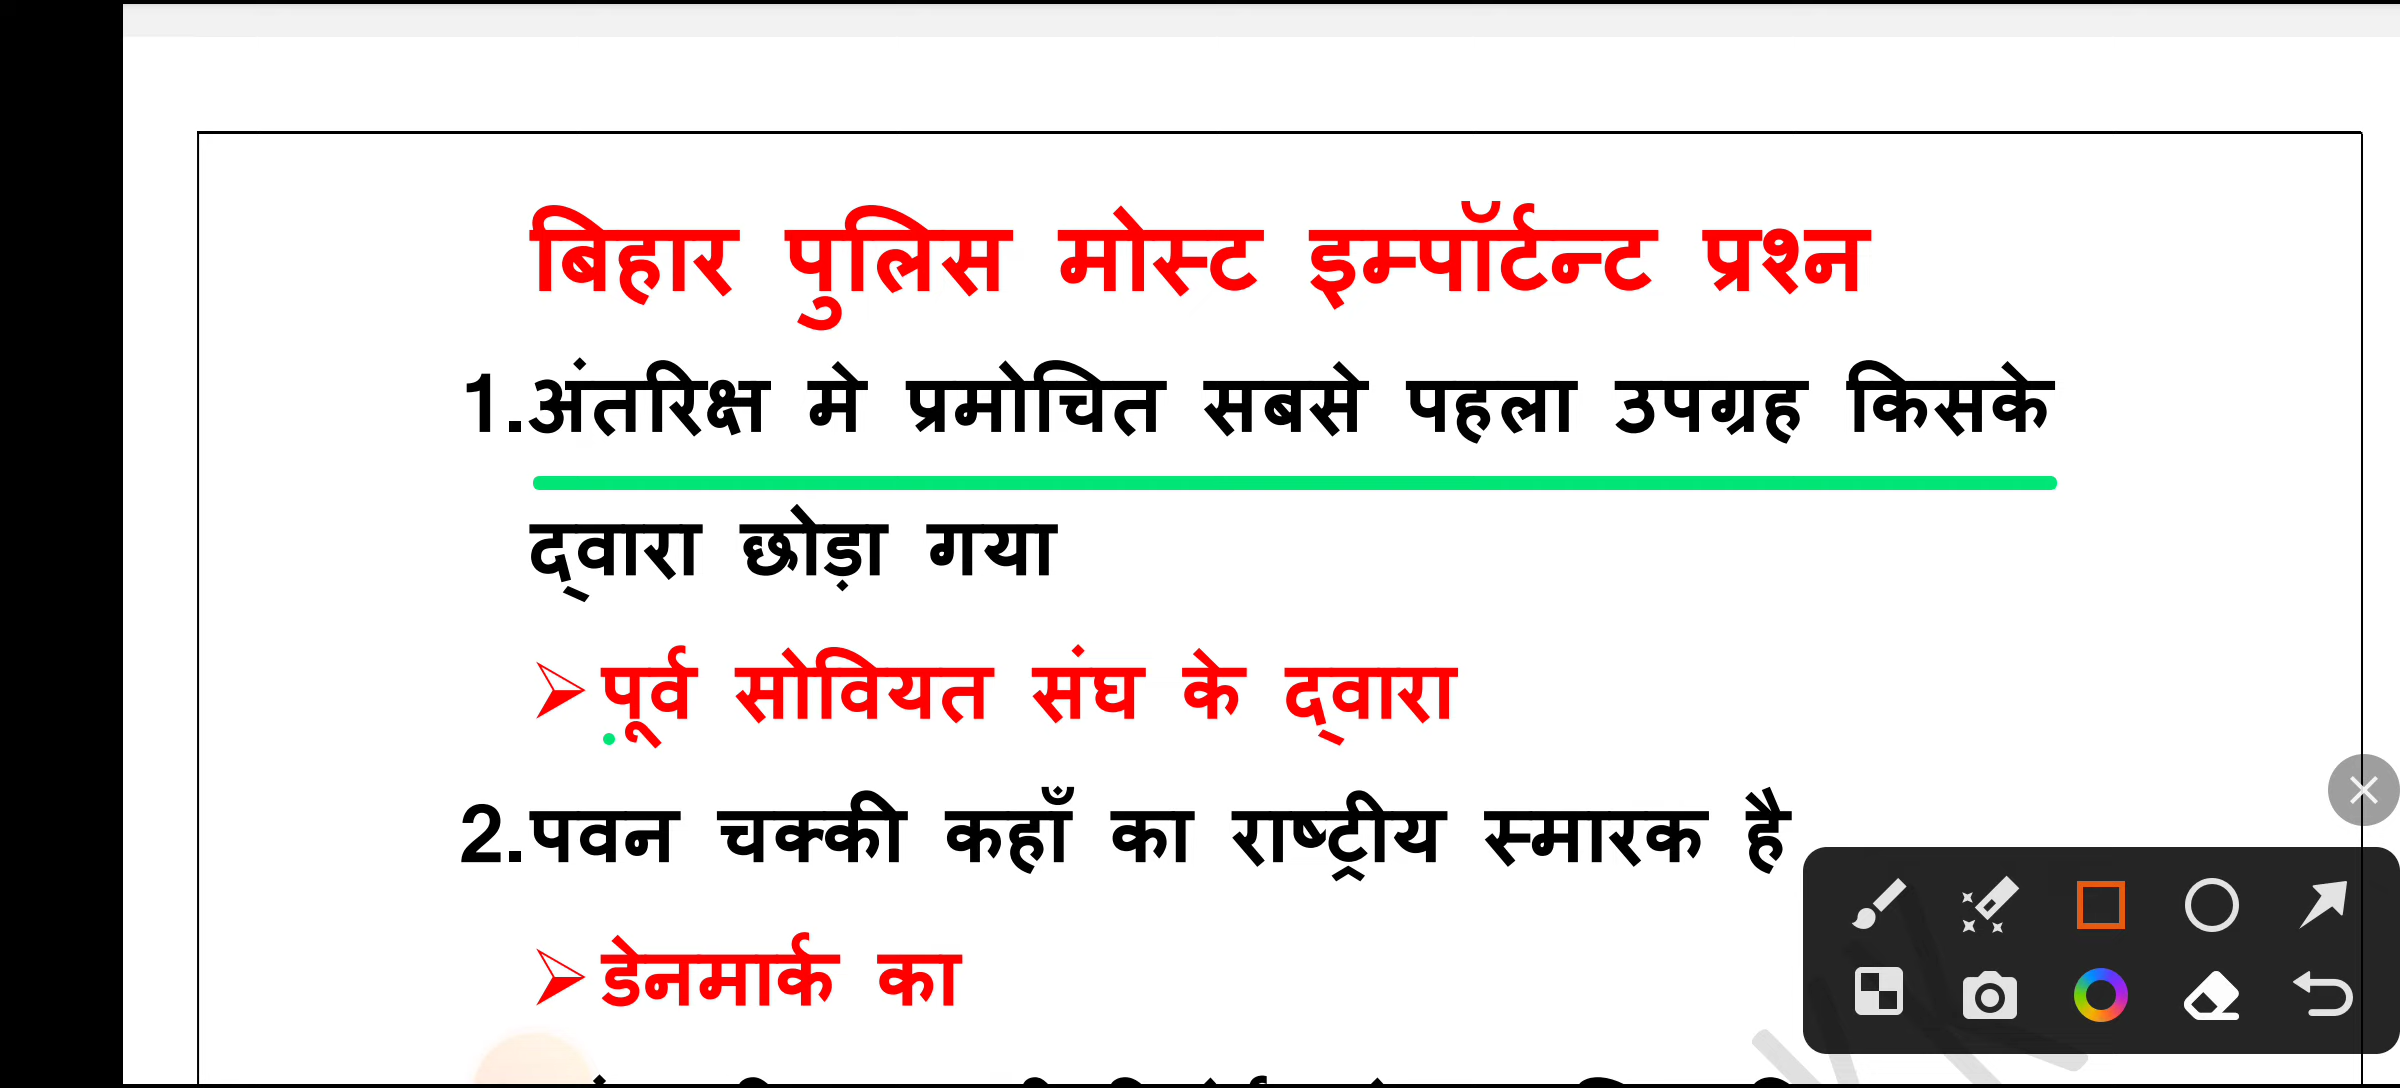 बिहार पुलिस मोस्ट इम्पॉर्टन्ट प्रश्न
1.अंतरिक्ष मे प्रमोचित सबसे पहला उपग्रह किसके
द्वारा छोड़ा गया
➢पूर्व सोवियत संघ के द्वारा
2.पवन चक्की कहाँ का राष्ट्रीय स्मारक है
➢डेनमार्क का